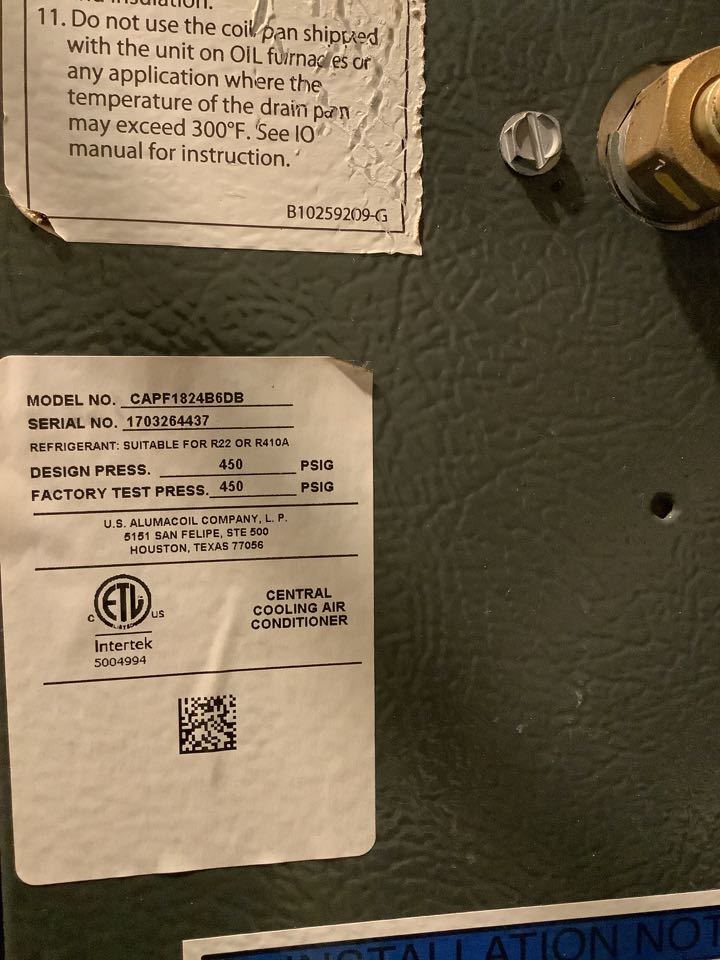 11. Do not use the coil pan shipped
with the unit on OIL furnaces or
any application where the
temperature of the drain pan
may exceed 300°F. See IO
manual for instruction.
B10259209-G
MODEL NO. CAPF1824B6DB
SERIAL NO. 1703264437
REFRIGERANT: SUITABLE FOR R22 OR R410A
DESIGN PRESS. 450 PSIG
FACTORY TEST PRESS. 450 PSIG
U.S. ALUMACOIL COMPANY, L. P.
5151 SAN FELIPE, STE 500
HOUSTON, TEXAS 77056
C ETL US
LISTED
Intertek
5004994
CENTRAL
COOLING AIR
CONDITIONER
INSTALLATION NOT